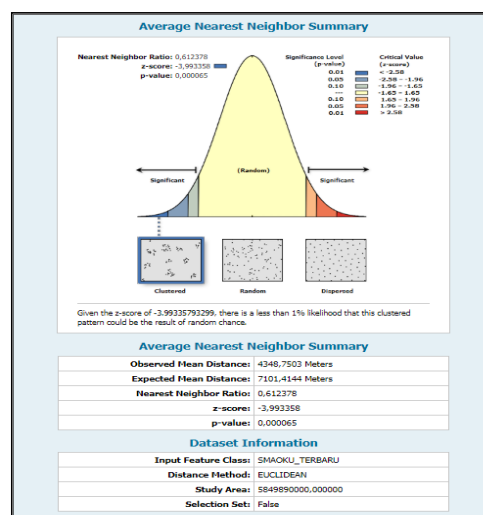 Average Nearest Neighbor Summary
Nearest Neighbor Ratio: 0,612378
z-score: -3,993358
p-value: 0,000065
Significance Level
(p-value)
Critical Value
(z-score)
0.01 < -2.58
0.05 -2.58 - -1.96
0.10 -1.96 - -1.65
--- -1.65 - 1.65
0.10 1.65 - 1.96
0.05 1.96 - 2.58
0.01 > 2.58
Significant
(Random)
Significant
Clustered
Random
Dispersed
Given the z-score of -3.99335793299, there is a less than 1% likelihood that this clustered
pattern could be the result of random chance.
Average Nearest Neighbor Summary
Observed Mean Distance: 4348,7503 Meters
Expected Mean Distance: 7101,4144 Meters
Nearest Neighbor Ratio: 0,612378
z-score: -3,993358
p-value: 0,000065
Dataset Information
Input Feature Class: SMAOKU_TERBARU
Distance Method: EUCLIDEAN
Study Area: 5849890000,000000
Selection Set: False